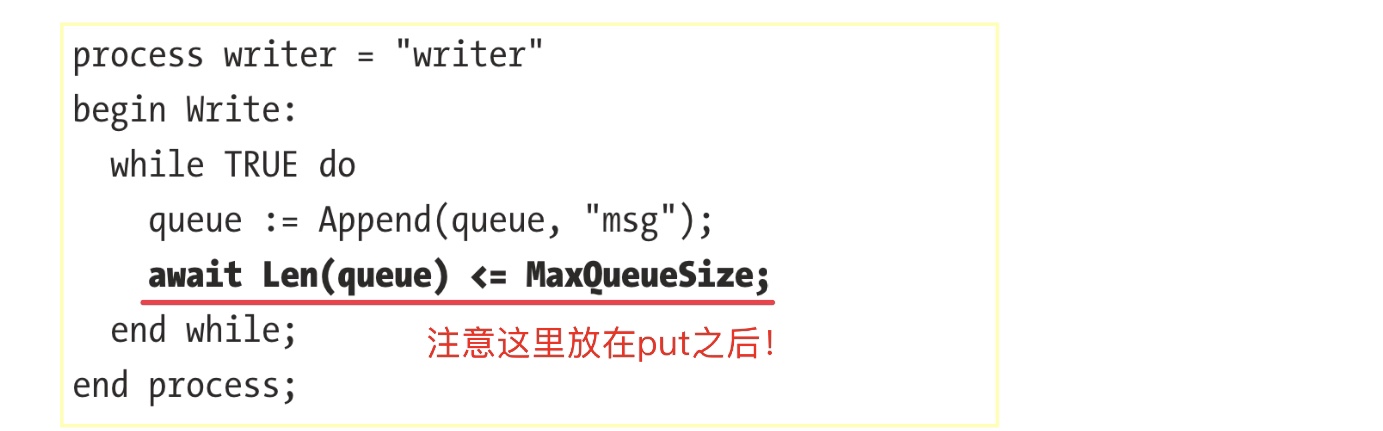 process writer = "writer"
begin Write:
  while TRUE do
    queue := Append(queue, "msg");
    await Len(queue) <= MaxQueueSize;
  end while;
注意这里放在put之后!
end process;